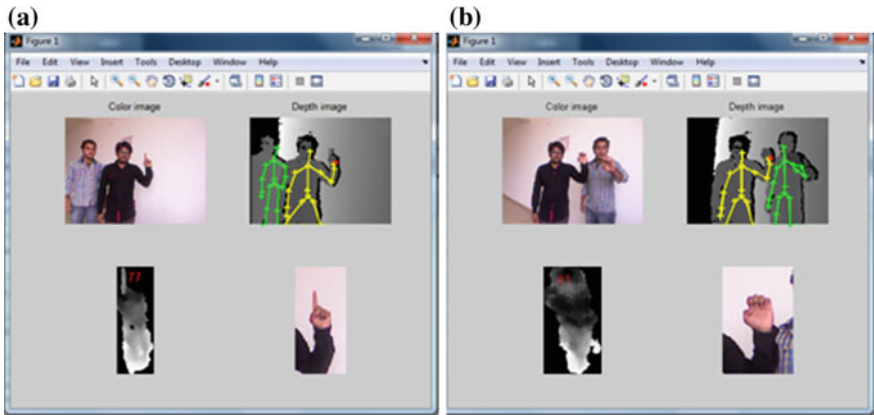 (a)
(b)
Figure 1
File Edit View Insert Tools Desktop Window Help
Color image Depth image
77
Figure 1
File Edit View Insert Tools Desktop Window Help
Color image Depth image